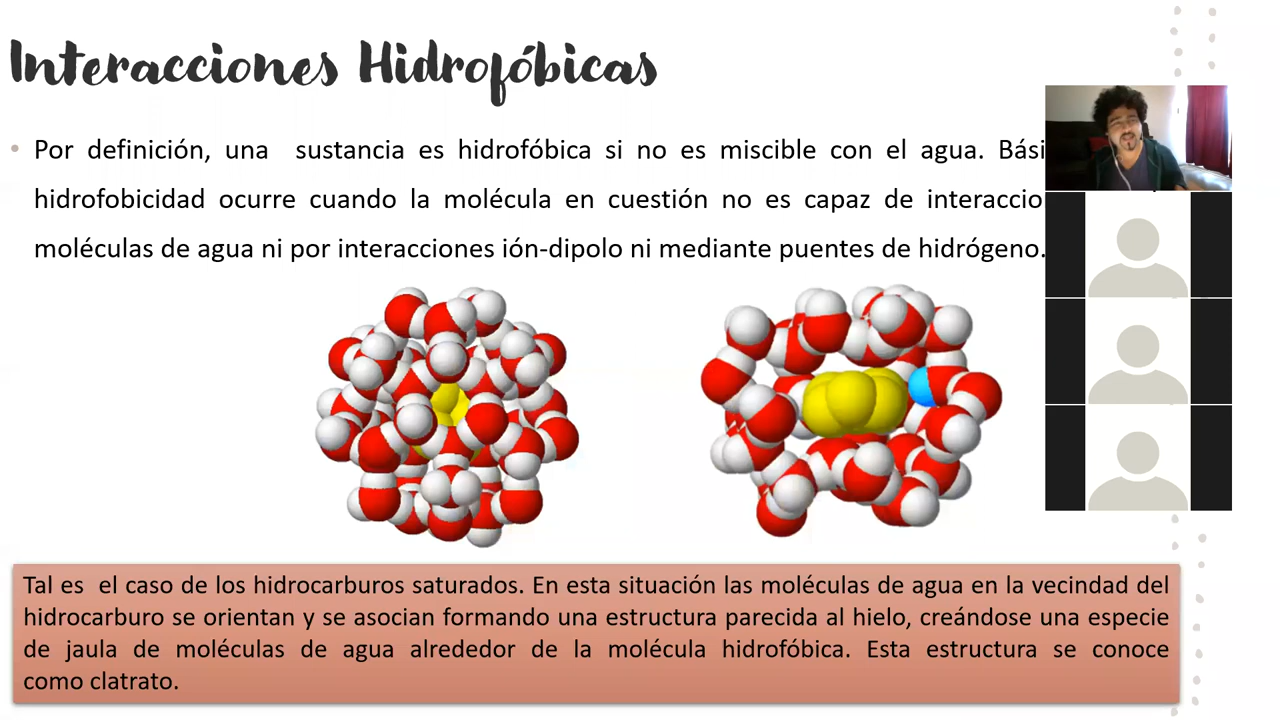 Interacciones Hidrofóbicas
• Por definición, una sustancia es hidrofóbica si no es miscible con el agua. Bási
hidrofobicidad ocurre cuando la molécula en cuestión no es capaz de interaccio
moléculas de agua ni por interacciones ión-dipolo ni mediante puentes de hidrógeno.
Tal es el caso de los hidrocarburos saturados. En esta situación las moléculas de agua en la vecindad del
hidrocarburo se orientan y se asocian formando una estructura parecida al hielo, creándose una especie
de jaula de moléculas de agua alrededor de la molécula hidrofóbica. Esta estructura se conoce
como clatrato.